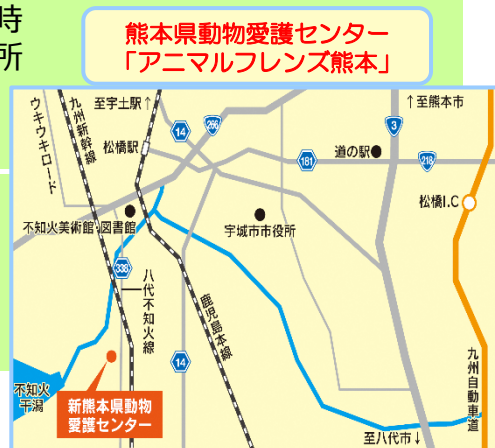 時
所
熊本県動物愛護センター
「アニマルフレンズ熊本」
ウキウキロード
九州新幹線
至宇土駅↑
14
266
3
↑至熊本市
松橋駅
181
道の駅
218
松橋I.C
不知火美術館・図書館
宇城市市役所
338
八代不知火線
鹿児島本線
14
不知火
干潟
新熊本県動物
愛護センター
九州自動車道
至八代市↓